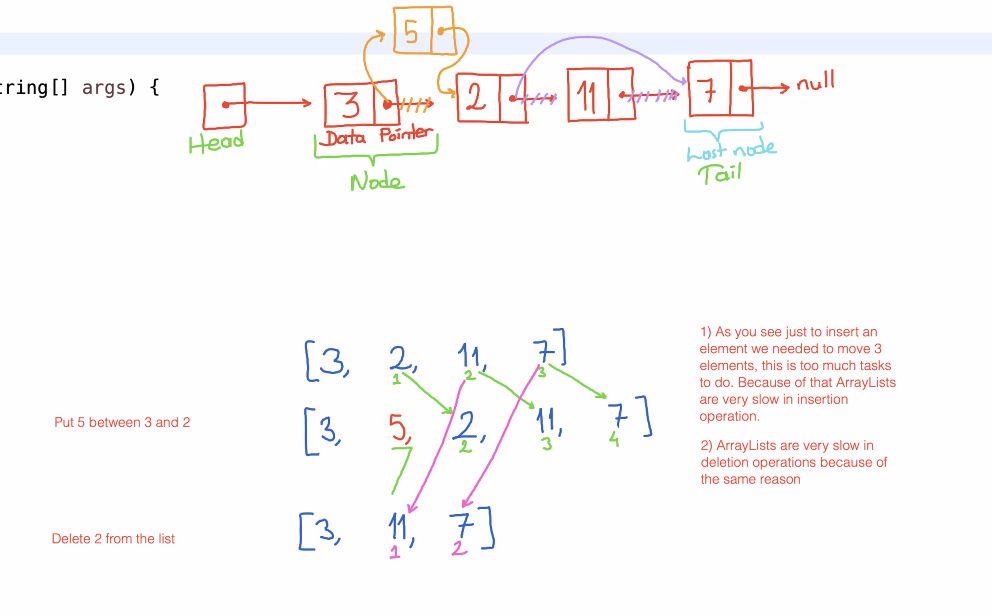 5
tring[] args) {
3 2 11 7 null
Head
Data Pointer
Node
Last node
Tail
[3, 2, 11, 7]
1 2 3
Put 5 between 3 and 2
[3, 5, 2, 11, 7]
2 3 4
Delete 2 from the list
[3, 11, 7]
1 2
1) As you see just to insert an
element we needed to move 3
elements, this is too much tasks
to do. Because of that ArrayLists
are very slow in insertion
operation.
2) ArrayLists are very slow in
deletion operations because of
the same reason